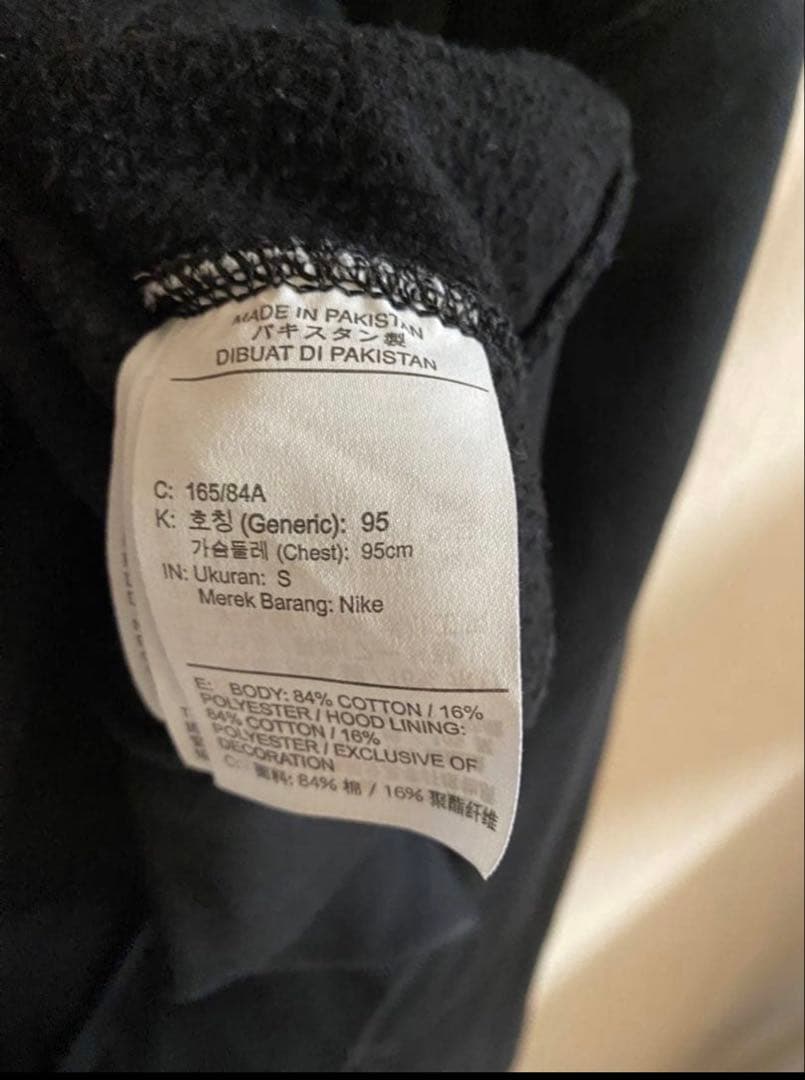 MADE IN PAKISTAN
パキスタン製
DIBUAT DI PAKISTAN
C: 165/84A
K: 호칭 (Generic): 95
가슴둘레 (Chest): 95cm
IN: Ukuran: S
Merek Barang: Nike
E: BODY: 84% COTTON / 16%
POLYESTER / HOOD LINING:
84% COTTON / 16%
POLYESTER / EXCLUSIVE OF
DECORATION
C: 面料: 84% 棉 / 16% 聚酯纤维